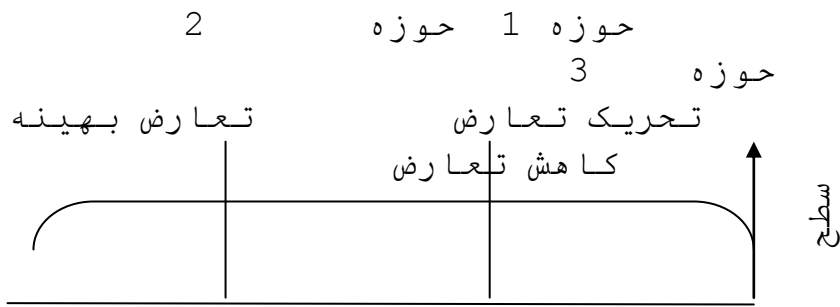 حوزه 1 حوزه 2
حوزه 3
تحریک تعارض تعارض بهینه
کاهش تعارض
سطح